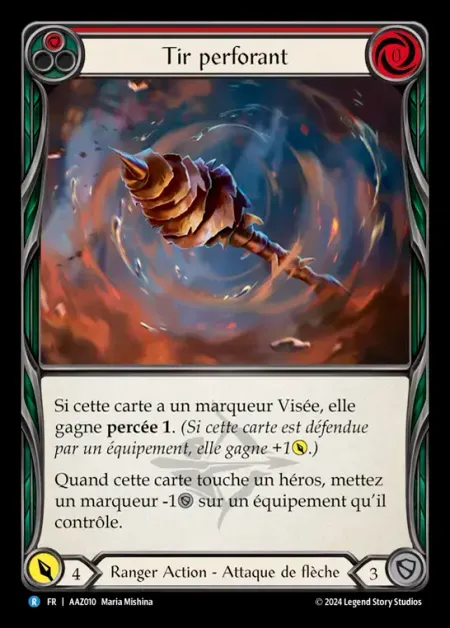 Tir perforant
0
Si cette carte a un marqueur Visée, elle
gagne percée 1. (Si cette carte est défendue
par un équipement, elle gagne +1.)
Quand cette carte touche un héros, mettez
un marqueur -1 sur un équipement qu'il
contrôle.
4 Ranger Action - Attaque de flèche 3
R FR | AAZ010 Maria Mishina © 2024 Legend Story Studios